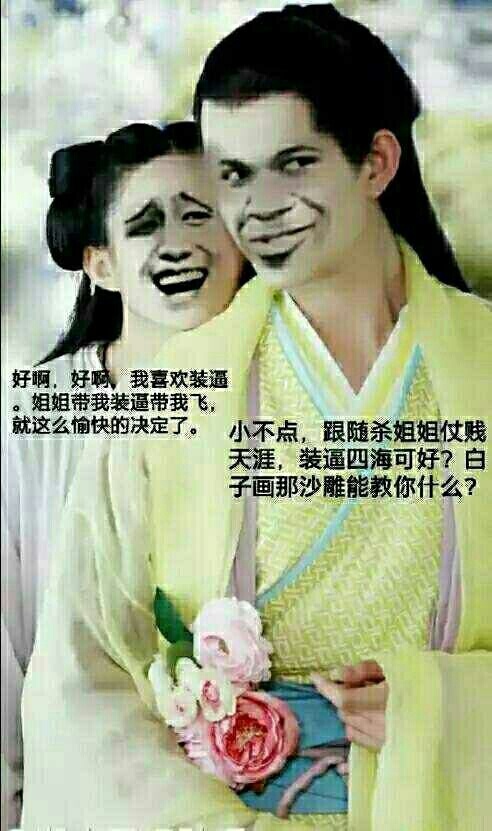 好啊，好啊，我喜欢装逼
。姐姐带我装逼带我飞，
就这么愉快的决定了。
小不点，跟随杀姐姐仗贱
天涯，装逼四海可好？白
子画那沙雕能教你什么？